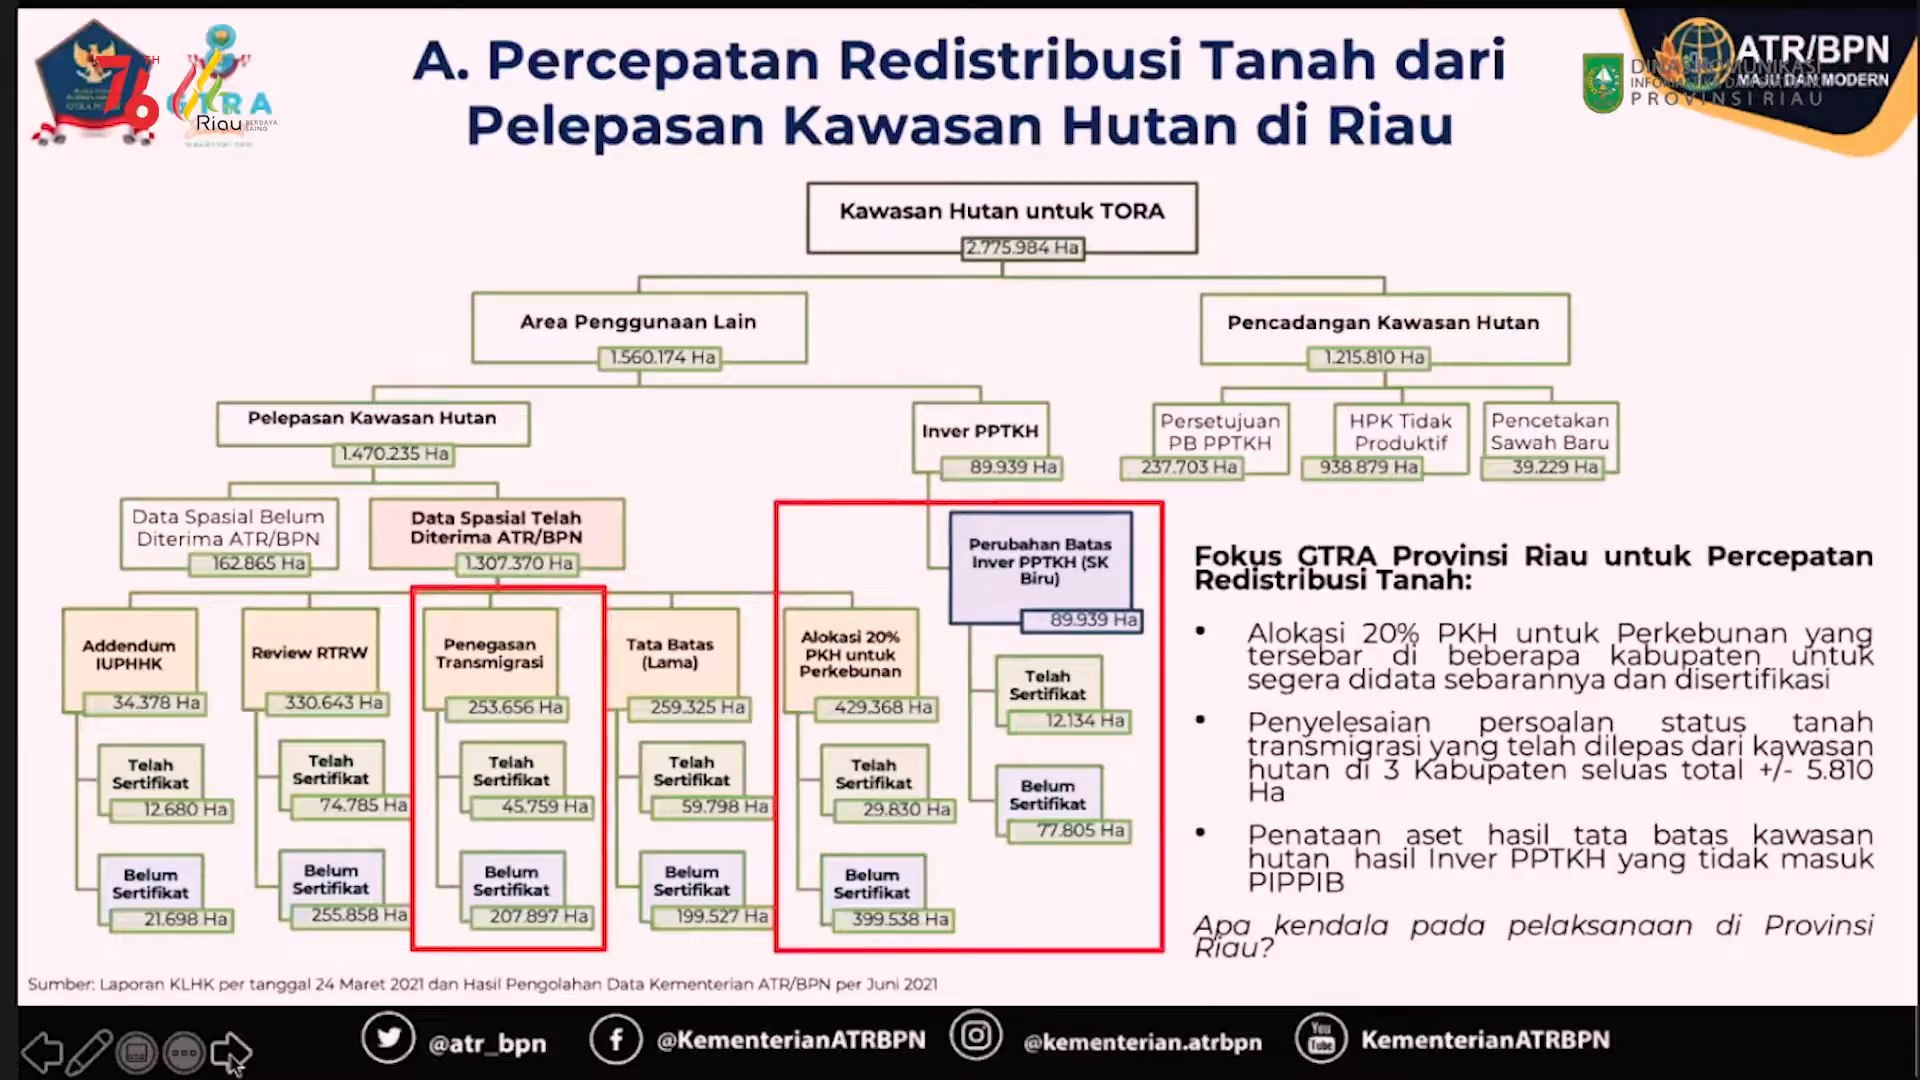 A. Percepatan Redistribusi Tanah dari
Pelepasan Kawasan Hutan di Riau
76
TH
GTRA
Riau
BERDAYA
SAING
ATR/BPN
MAJU DAN MODERN
DINAS KOMUNIKASI
PROVINSI RIAU
Kawasan Hutan untuk TORA
2.775.984 Ha
Area Penggunaan Lain
1.560.174 Ha
Pencadangan Kawasan Hutan
1.215.810 Ha
Pelepasan Kawasan Hutan
1.470.235 Ha
Inver PPTKH
89.939 Ha
Persetujuan
PB PPTKH
237.703 Ha
HPK Tidak
Produktif
938.879 Ha
Pencetakan
Sawah Baru
39.229 Ha
Data Spasial Belum
Diterima ATR/BPN
162.865 Ha
Data Spasial Telah
Diterima ATR/BPN
1.307.370 Ha
Perubahan Batas
Inver PPTKH (SK
Biru)
89.939 Ha
Telah
Sertifikat
12.134 Ha
Belum
Sertifikat
77.805 Ha
Addendum
IUPHHK
34.378 Ha
Telah
Sertifikat
12.680 Ha
Belum
Sertifikat
21.698 Ha
Review RTRW
330.643 Ha
Telah
Sertifikat
74.785 Ha
Belum
Sertifikat
255.858 Ha
Penegasan
Transmigrasi
253.656 Ha
Telah
Sertifikat
45.759 Ha
Belum
Sertifikat
207.897 Ha
Tata Batas
(Lama)
259.325 Ha
Telah
Sertifikat
59.798 Ha
Belum
Sertifikat
199.527 Ha
Alokasi 20%
PKH untuk
Perkebunan
429.368 Ha
Telah
Sertifikat
29.830 Ha
Belum
Sertifikat
399.538 Ha
Fokus GTRA Provinsi Riau untuk Percepatan
Redistribusi Tanah:
• Alokasi 20% PKH untuk Perkebunan yang
tersebar di beberapa kabupaten untuk
segera didata sebarannya dan disertifikasi
• Penyelesaian persoalan status tanah
transmigrasi yang telah dilepas dari kawasan
hutan di 3 Kabupaten seluas total +/- 5.810
Ha
• Penataan aset hasil tata batas kawasan
hutan hasil Inver PPTKH yang tidak masuk
PIPPIB
Apa kendala pada pelaksanaan di Provinsi
Riau?
Sumber: Laporan KLHK per tanggal 24 Maret 2021 dan Hasil Pengolahan Data Kementerian ATR/BPN per Juni 2021
@atr_bpn
@KementerianATRBPN
@kementerian.atrbpn
You
Tube
KementerianATRBPN